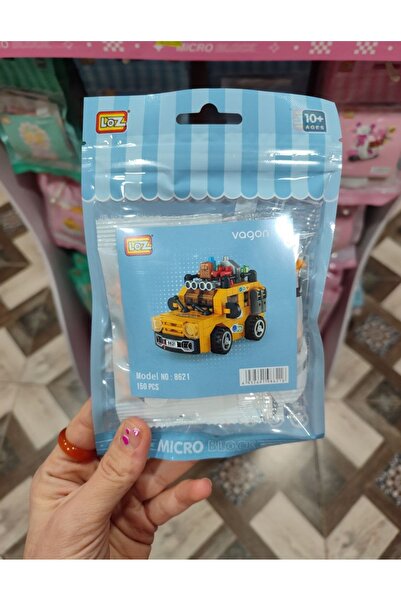 MICRO BLOCK
LOZ
10+
AGES
LOZ
vagon
Model NO : 8621
150 PCS
MICRO BLOCK